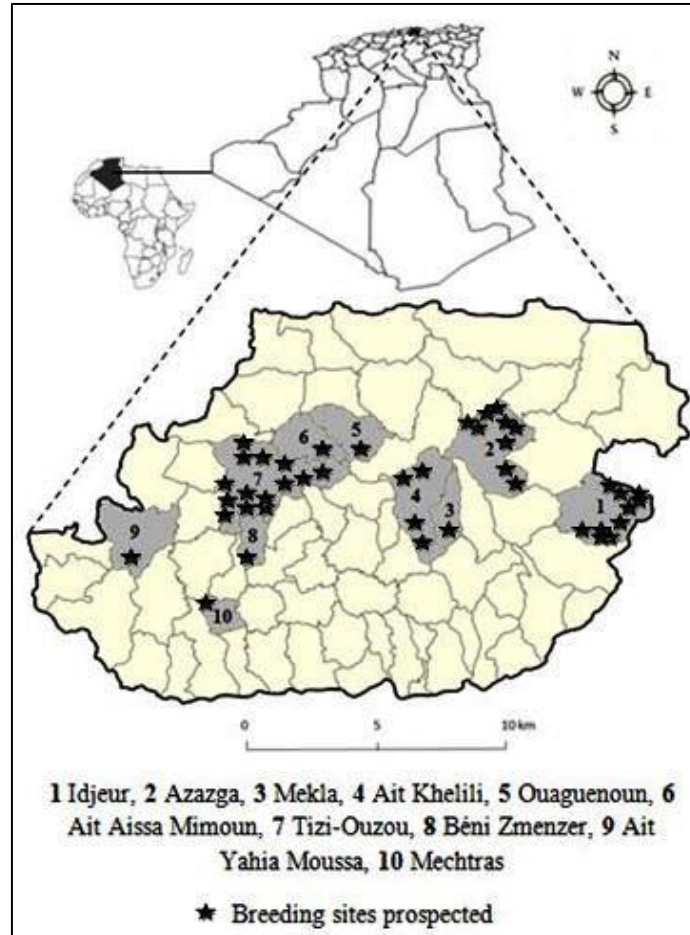 N
W E
S
6
5
2
7
4
1
3
9
8
10
0 5 10 km
1 Idjeur, 2 Azazga, 3 Mekla, 4 Ait Khelili, 5 Ouaguenoun, 6
Ait Aissa Mimoun, 7 Tizi-Ouzou, 8 Béni Zmenzer, 9 Ait
Yahia Moussa, 10 Mechtras
★ Breeding sites prospected